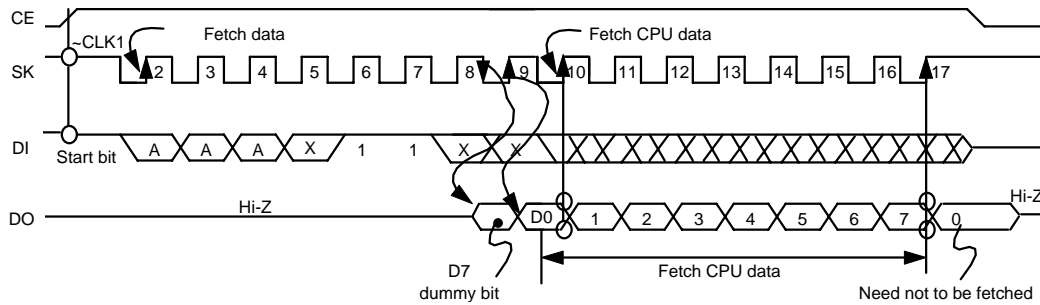 CE
~CLK1
Fetch data
Fetch CPU data
SK
2 3 4 5 6 7 8 9 10 11 12 13 14 15 16 17
DI
Start bit
A A A X 1 1 X X
DO
Hi-Z
D0 1 2 3 4 5 6 7 0
Hi-Z
D7
dummy bit
Fetch CPU data
Need not to be fetched